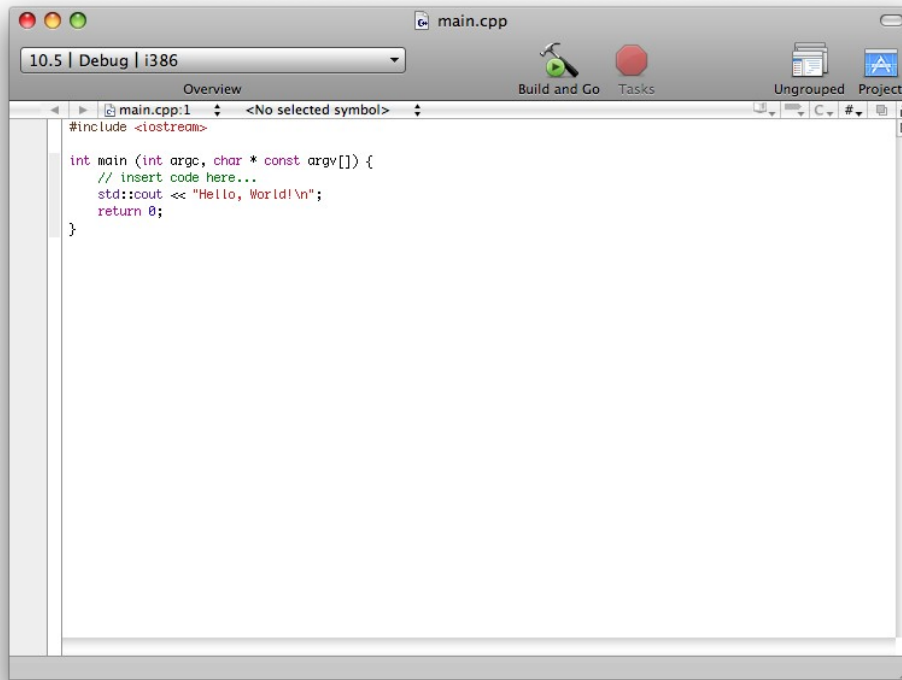 main.cpp
10.5 | Debug | i386
Overview
Build and Go
Tasks
Ungrouped
Project
main.cpp:1
<No selected symbol>
C
#
#include <iostream>
int main (int argc, char * const argv[]) {
    // insert code here...
    std::cout << "Hello, World!\n";
    return 0;
}